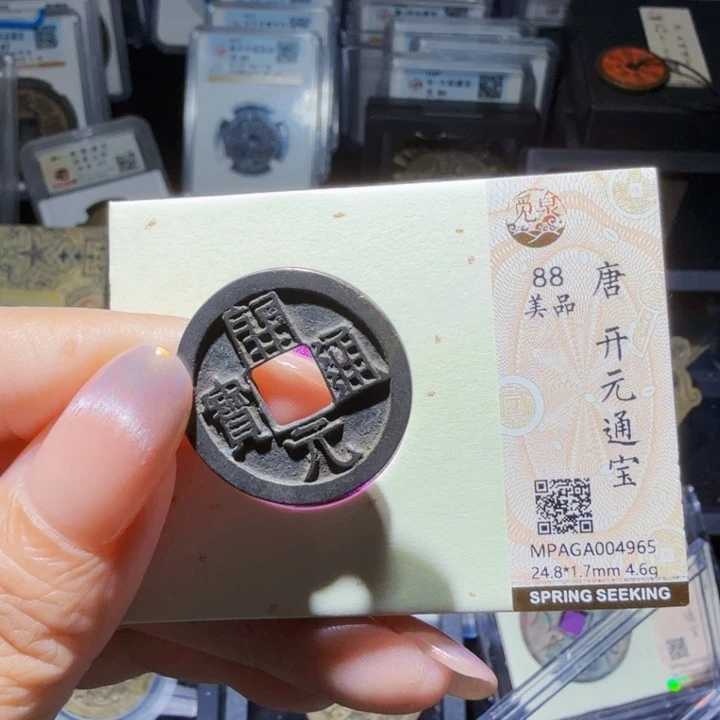 開元通寶
觅泉
88
美品
唐 开元通宝
MPAGA004965
24.8*1.7mm 4.6g
SPRING SEEKING